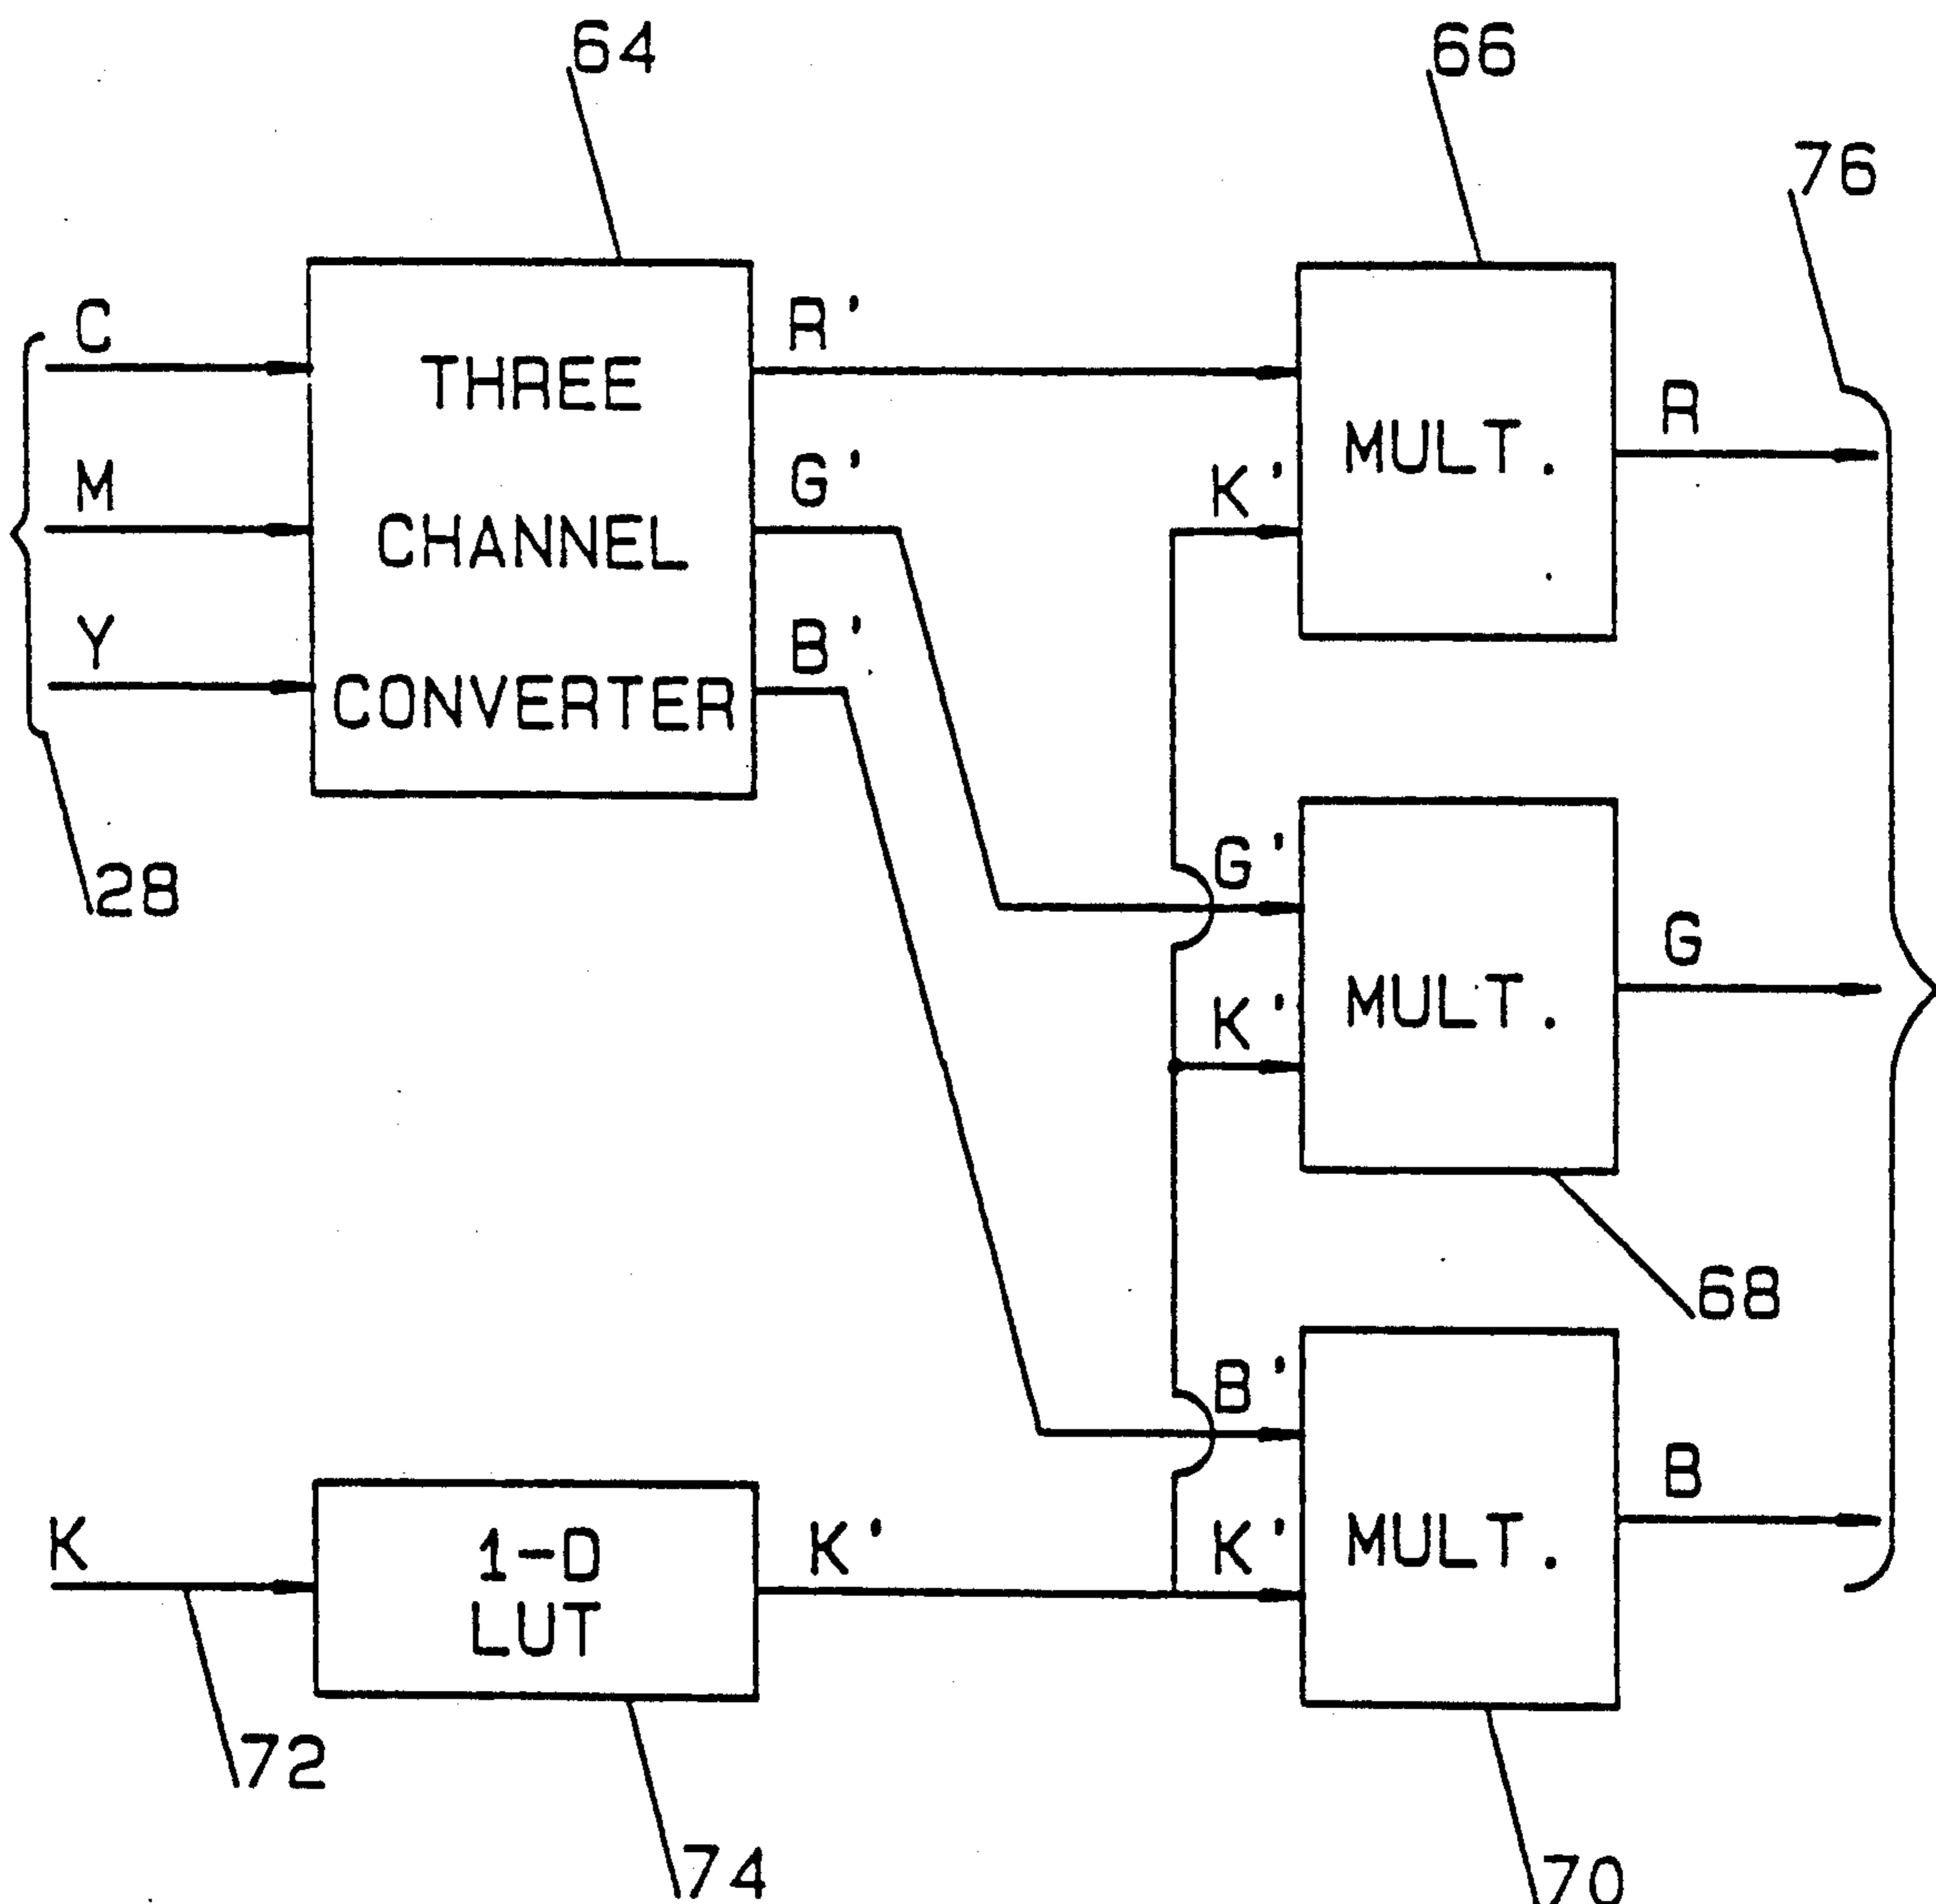 64
66
76
C
M
Y
28
THREE
CHANNEL
CONVERTER
R'
G'
B'
K'
MULT.
R
G'
K'
MULT.
G
68
B'
K'
MULT.
B
70
K
72
1-D
LUT
74
K'